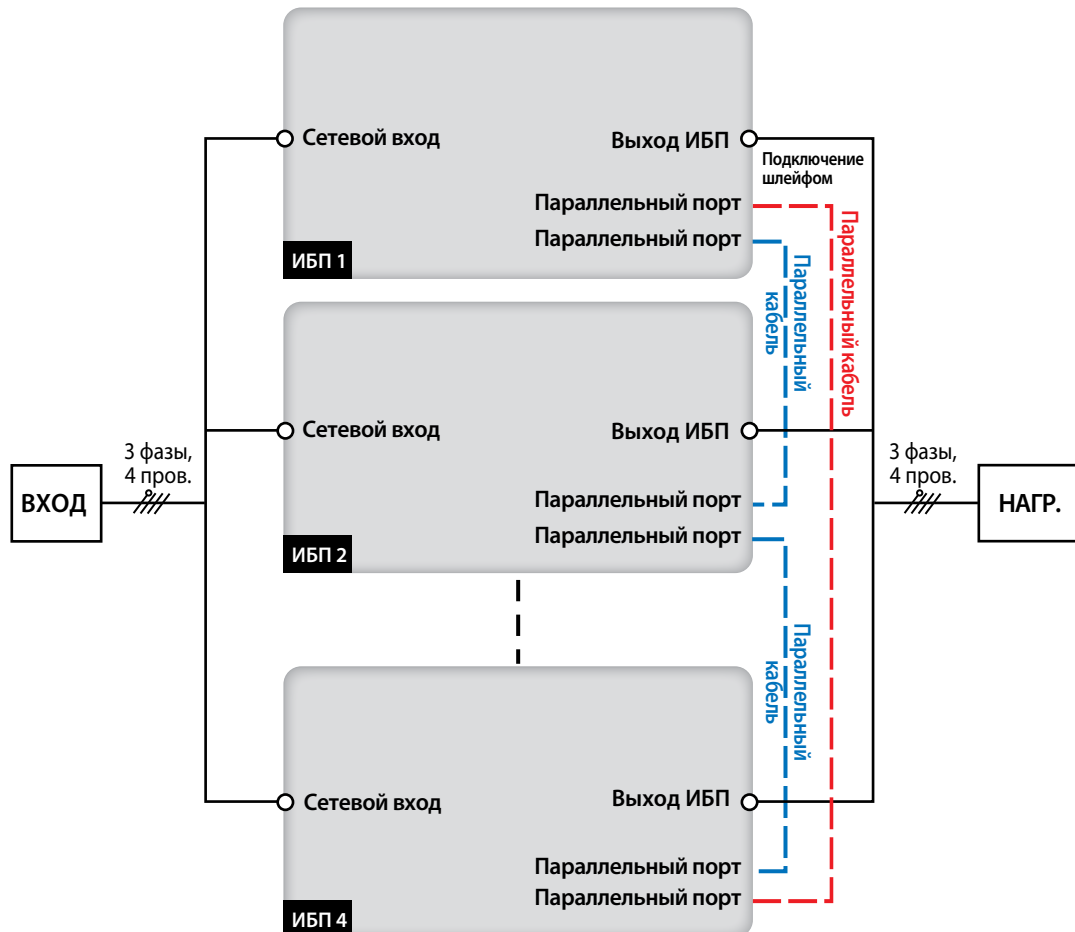 Сетевой вход
Выход ИБП
Подключение
шлейфом
Параллельный порт
Параллельный порт
ИБП 1
Параллельный
кабель
Параллельный кабель
Сетевой вход
Выход ИБП
3 фазы,
4 пров.
ВХОД
3 фазы,
4 пров.
НАГР.
Параллельный порт
Параллельный порт
ИБП 2
Параллельный
кабель
Сетевой вход
Выход ИБП
Параллельный порт
Параллельный порт
ИБП 4